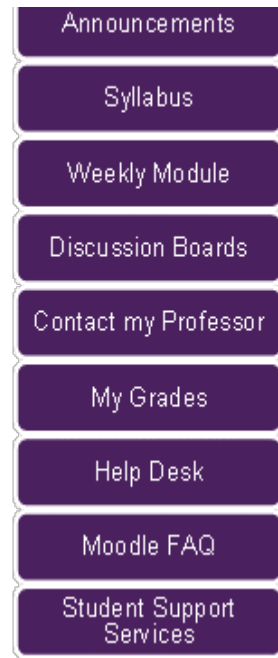 Announcements
Syllabus
Weekly Module
Discussion Boards
Contact my Professor
My Grades
Help Desk
Moodle FAQ
Student Support
Services